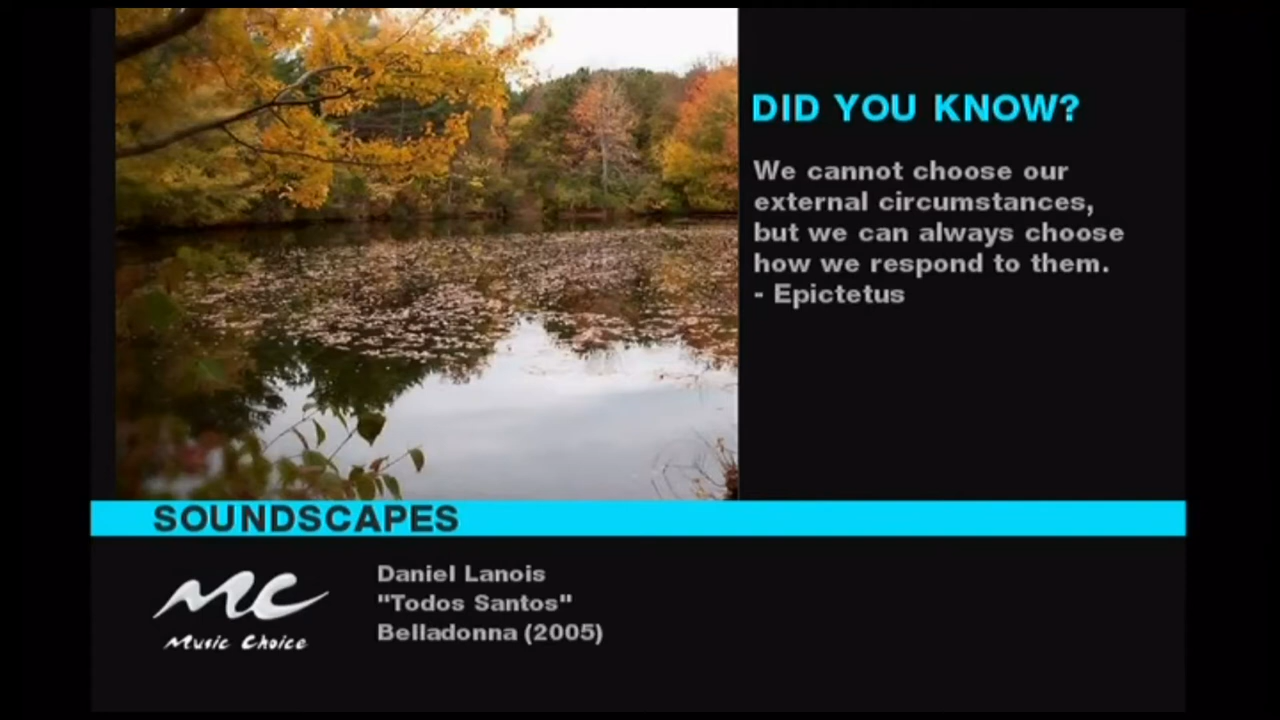 DID YOU KNOW?
We cannot choose our
external circumstances,
but we can always choose
how we respond to them.
- Epictetus
SOUNDSCAPES
MC
Music Choice
Daniel Lanois
"Todos Santos"
Belladonna (2005)